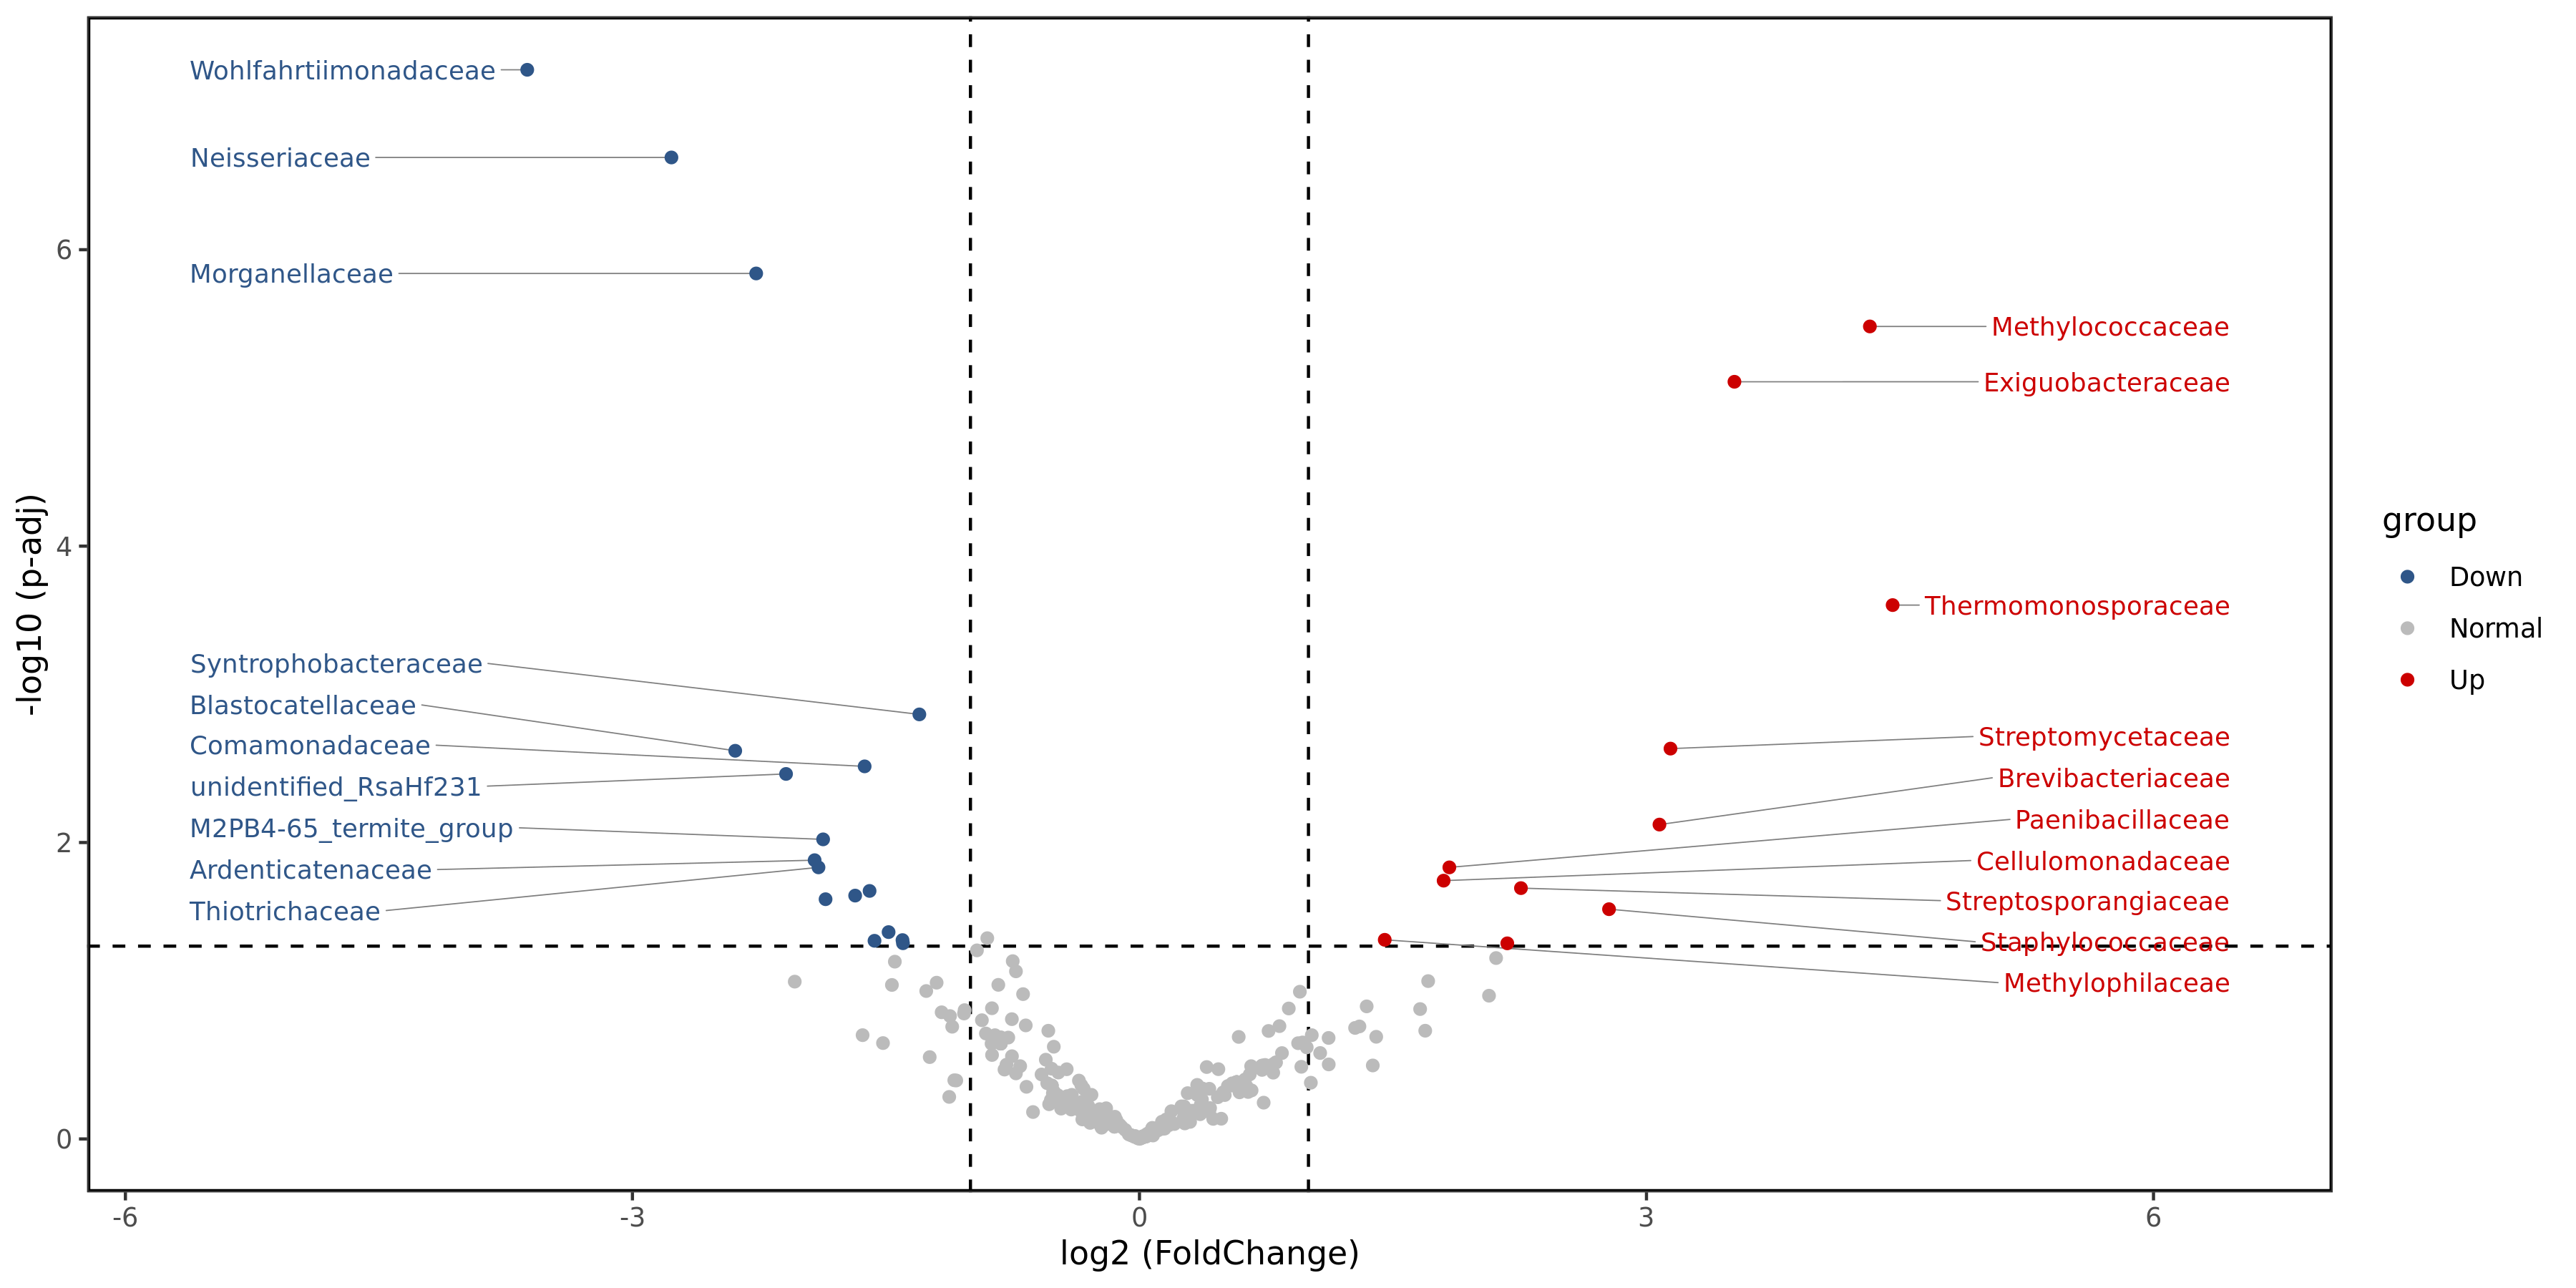 Wohlfahrtiimonadaceae
Neisseriaceae
Morganellaceae
Syntrophobacteraceae
Blastocatellaceae
Comamonadaceae
unidentified_RsaHf231
M2PB4-65_termite_group
Ardenticatenaceae
Thiotrichaceae
Methylococcaceae
Exiguobacteraceae
Thermomonosporaceae
Streptomycetaceae
Brevibacteriaceae
Paenibacillaceae
Cellulomonadaceae
Streptosporangiaceae
Staphylococcaceae
Methylophilaceae
6
4
2
0
-log10 (p-adj)
-6
-3
0
3
6
log2 (FoldChange)
group
Down
Normal
Up